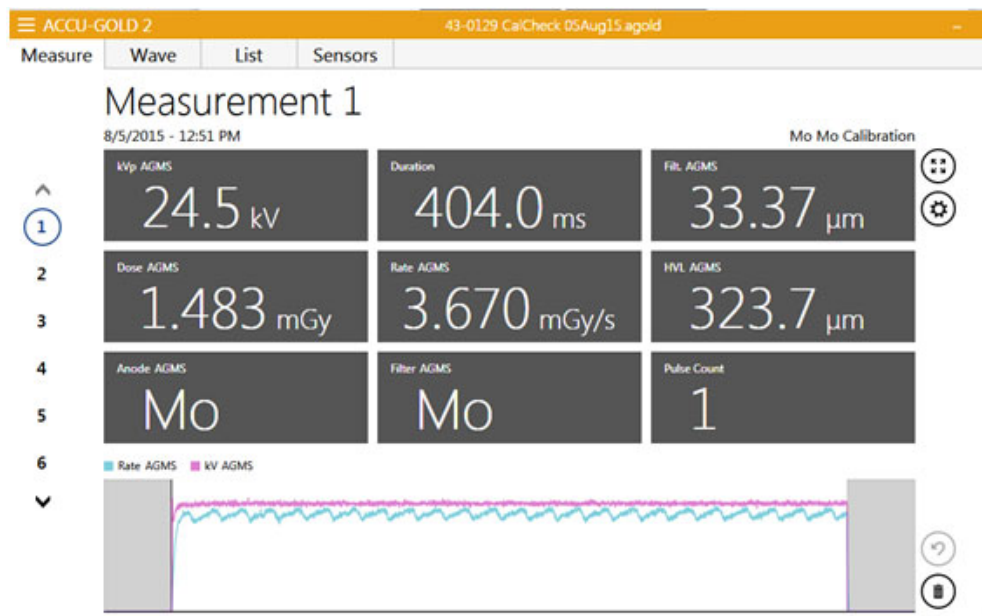 ACCU-GOLD 2 43-0129 CalCheck 05Aug15.agold
Measure Wave List Sensors
Measurement 1
8/5/2015 - 12:51 PM Mo Mo Calibration
kVp AGMS Duration Filt. AGMS
24.5 kV 404.0 ms 33.37 µm
Dose AGMS Rate AGMS HVL AGMS
1.483 mGy 3.670 mGy/s 323.7 µm
Anode AGMS Filter AGMS Pulse Count
Mo Mo 1
1
2
3
4
5
6
Rate AGMS kV AGMS